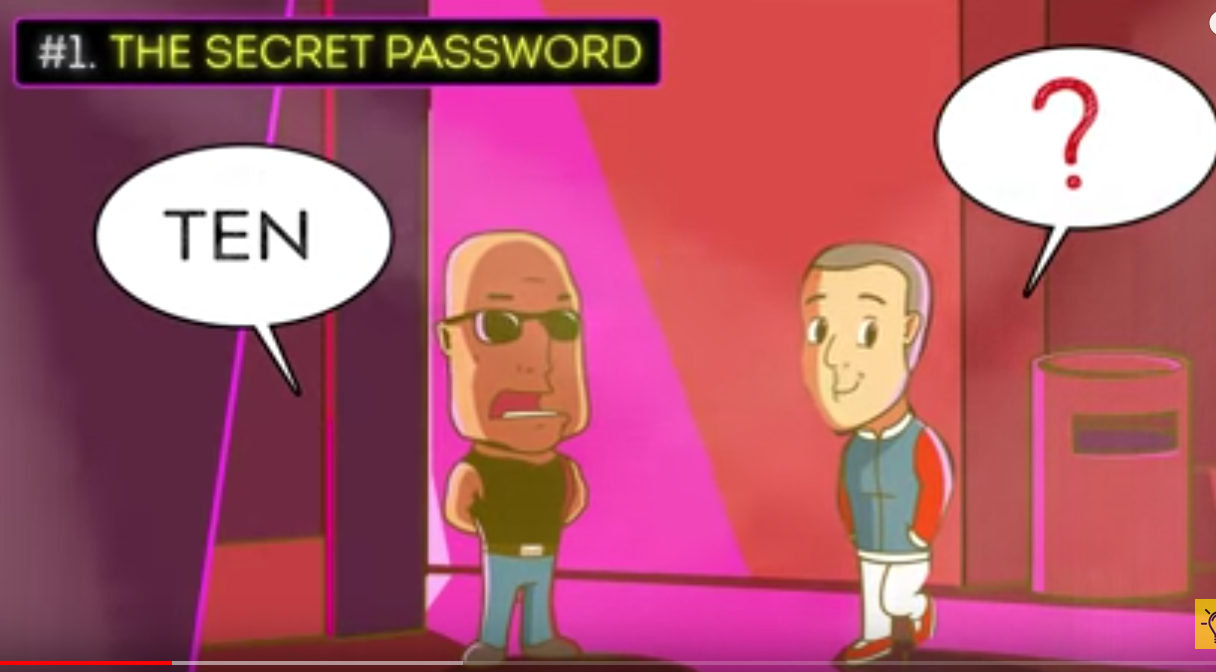 #1. THE SECRET PASSWORD
TEN
?